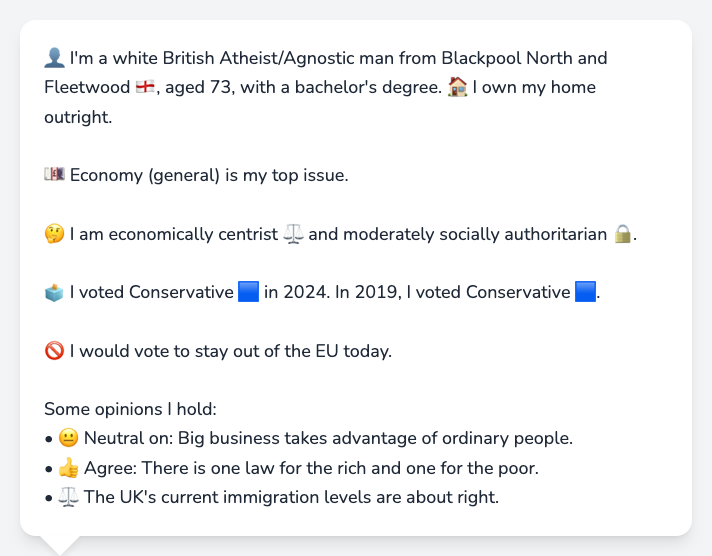 👤 I'm a white British Atheist/Agnostic man from Blackpool North and
Fleetwood 🏴󠁧󠁢󠁥󠁮󠁧󠁿, aged 73, with a bachelor's degree. 🏠 I own my home
outright.
💷 Economy (general) is my top issue.
🤔 I am economically centrist ⚖️ and moderately socially authoritarian 🔒.
🗳️ I voted Conservative 🟦 in 2024. In 2019, I voted Conservative 🟦.
🚫 I would vote to stay out of the EU today.
Some opinions I hold:
• 😐 Neutral on: Big business takes advantage of ordinary people.
• 👍 Agree: There is one law for the rich and one for the poor.
• ⚖️ The UK's current immigration levels are about right.